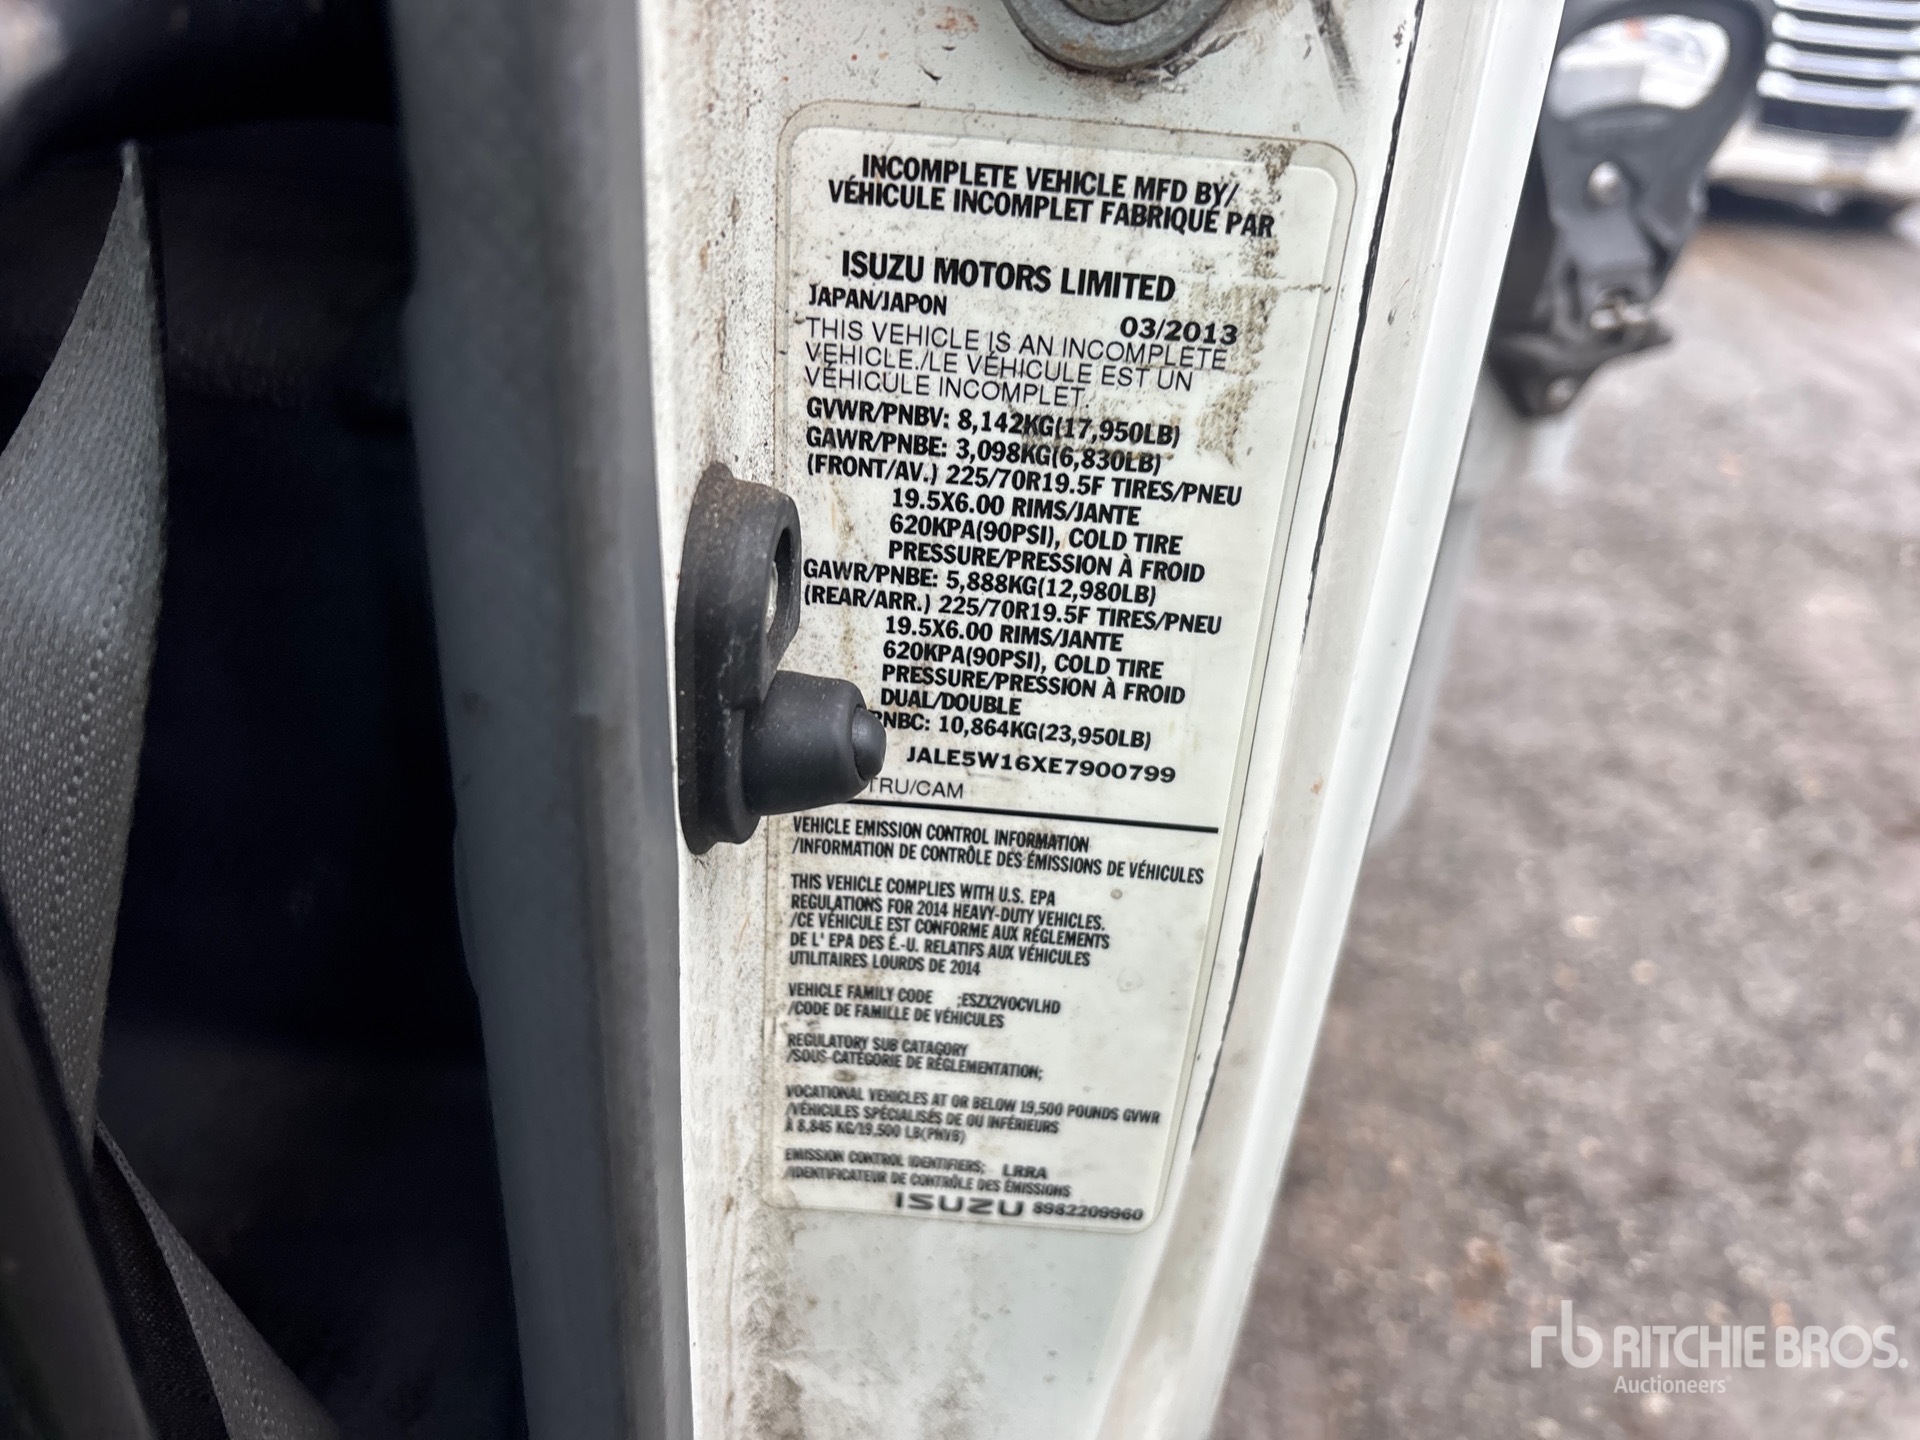 INCOMPLETE VEHICLE MFD BY/
VÉHICULE INCOMPLET FABRIQUÉ PAR
ISUZU MOTORS LIMITED
JAPAN/JAPON
03/2013
THIS VEHICLE IS AN INCOMPLETE
VEHICLE./LE VÉHICULE EST UN
VÉHICULE INCOMPLET.
GVWR/PNBV: 8,142KG(17,950LB)
GAWR/PNBE: 3,098KG(6,830LB)
(FRONT/AV.) 225/70R19.5F TIRES/PNEU
19.5X6.00 RIMS/JANTE
620KPA(90PSI), COLD TIRE
PRESSURE/PRESSION À FROID
GAWR/PNBE: 5,888KG(12,980LB)
(REAR/ARR.) 225/70R19.5F TIRES/PNEU
19.5X6.00 RIMS/JANTE
620KPA(90PSI), COLD TIRE
PRESSURE/PRESSION À FROID
DUAL/DOUBLE
PNBC: 10,864KG(23,950LB)
JALE5W16XE7900799
TRU/CAM
VEHICLE EMISSION CONTROL INFORMATION
/INFORMATION DE CONTRÔLE DES ÉMISSIONS DE VÉHICULES
THIS VEHICLE COMPLIES WITH U.S. EPA
REGULATIONS FOR 2014 HEAVY-DUTY VEHICLES.
/CE VÉHICULE EST CONFORME AUX RÉGLEMENTS
DE L' EPA DES É.-U. RELATIFS AUX VÉHICULES
UTILITAIRES LOURDS DE 2014
VEHICLE FAMILY CODE ;ESZX2VOCVLHD
/CODE DE FAMILLE DE VÉHICULES
REGULATORY SUB CATAGORY
/SOUS-CATÉGORIE DE RÉGLEMENTATION;
VOCATIONAL VEHICLES AT OR BELOW 19,500 POUNDS GVWR
/VÉHICULES SPÉCIALISÉS DE OU INFÉRIEURS
À 8,845 KG/19,500 LB(PNVB)
EMISSION CONTROL IDENTIFIERS; LRRA
/IDENTIFICATEUR DE CONTRÔLE DES ÉMISSIONS
ISUZU 8982209960
rb RITCHIE BROS.
Auctioneers